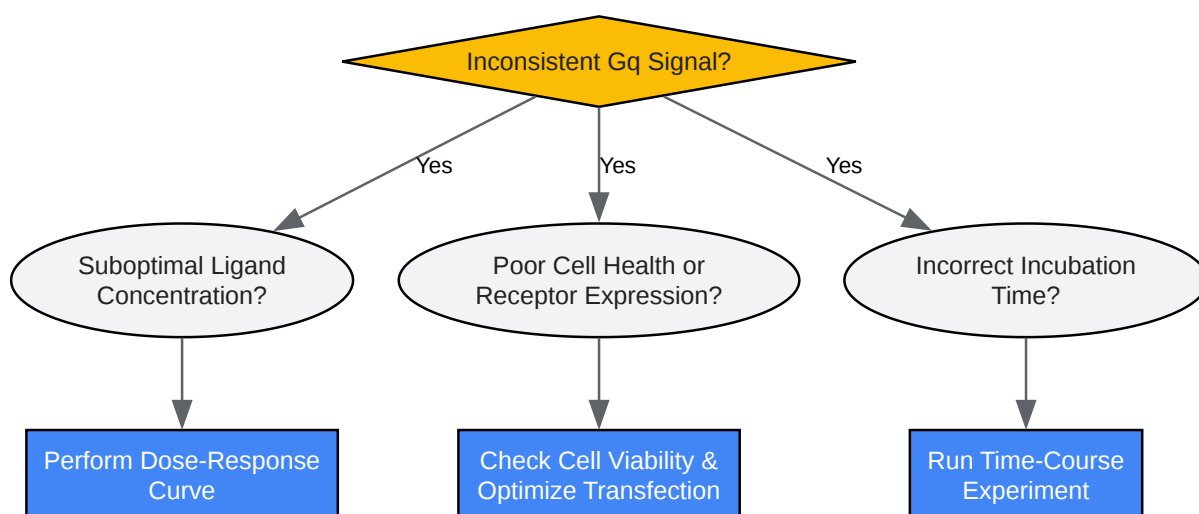 Inconsistent Gq Signal?
Yes
Yes
Yes
Suboptimal Ligand
Concentration?
Poor Cell Health or
Receptor Expression?
Incorrect Incubation
Time?
Perform Dose-Response
Curve
Check Cell Viability &
Optimize Transfection
Run Time-Course
Experiment